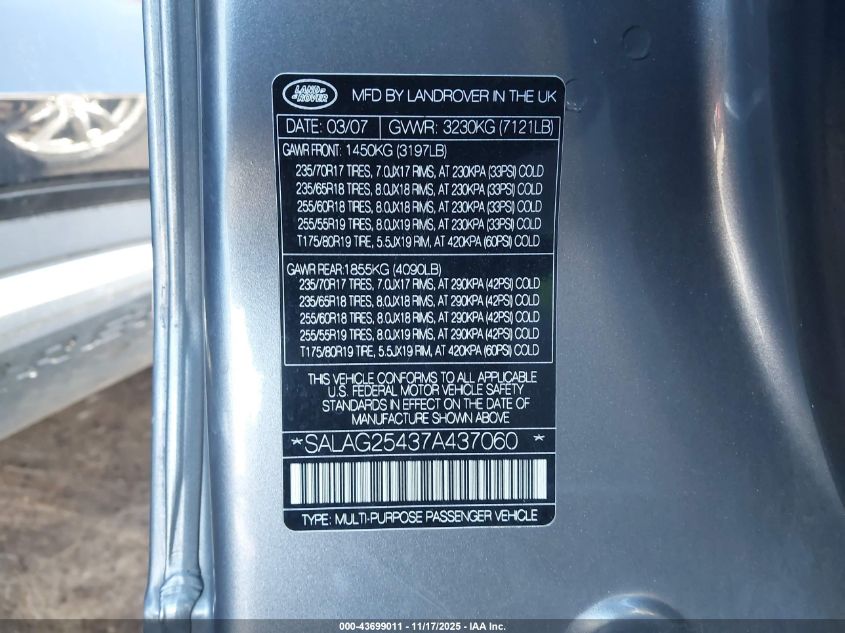 LAND ROVER
MFD BY LANDROVER IN THE UK
DATE: 03/07 GVWR: 3230KG (7121LB)
GAWR FRONT: 1450KG (3197LB)
235/70R17 TIRES, 7.0JX17 RIMS, AT 230KPA (33PSI) COLD
235/65R18 TIRES, 8.0JX18 RIMS, AT 230KPA (33PSI) COLD
255/60R18 TIRES, 8.0JX18 RIMS, AT 230KPA (33PSI) COLD
255/55R19 TIRES, 8.0JX19 RIMS, AT 230KPA (33PSI) COLD
T175/80R19 TIRE, 5.5JX19 RIM, AT 420KPA (60PSI) COLD
GAWR REAR:1855KG (4090LB)
235/70R17 TIRES, 7.0JX17 RIMS, AT 290KPA (42PSI) COLD
235/65R18 TIRES, 8.0JX18 RIMS, AT 290KPA (42PSI) COLD
255/60R18 TIRES, 8.0JX18 RIMS, AT 290KPA (42PSI) COLD
255/55R19 TIRES, 8.0JX19 RIMS, AT 290KPA (42PSI) COLD
T175/80R19 TIRE, 5.5JX19 RIM, AT 420KPA (60PSI) COLD
THIS VEHICLE CONFORMS TO ALL APPLICABLE
U.S. FEDERAL MOTOR VEHICLE SAFETY
STANDARDS IN EFFECT ON THE DATE OF
MANUFACTURE SHOWN ABOVE
*SALAG25437A437060 *
TYPE: MULTI-PURPOSE PASSENGER VEHICLE
000-43699011 - 11/17/2025 - IAA Inc.